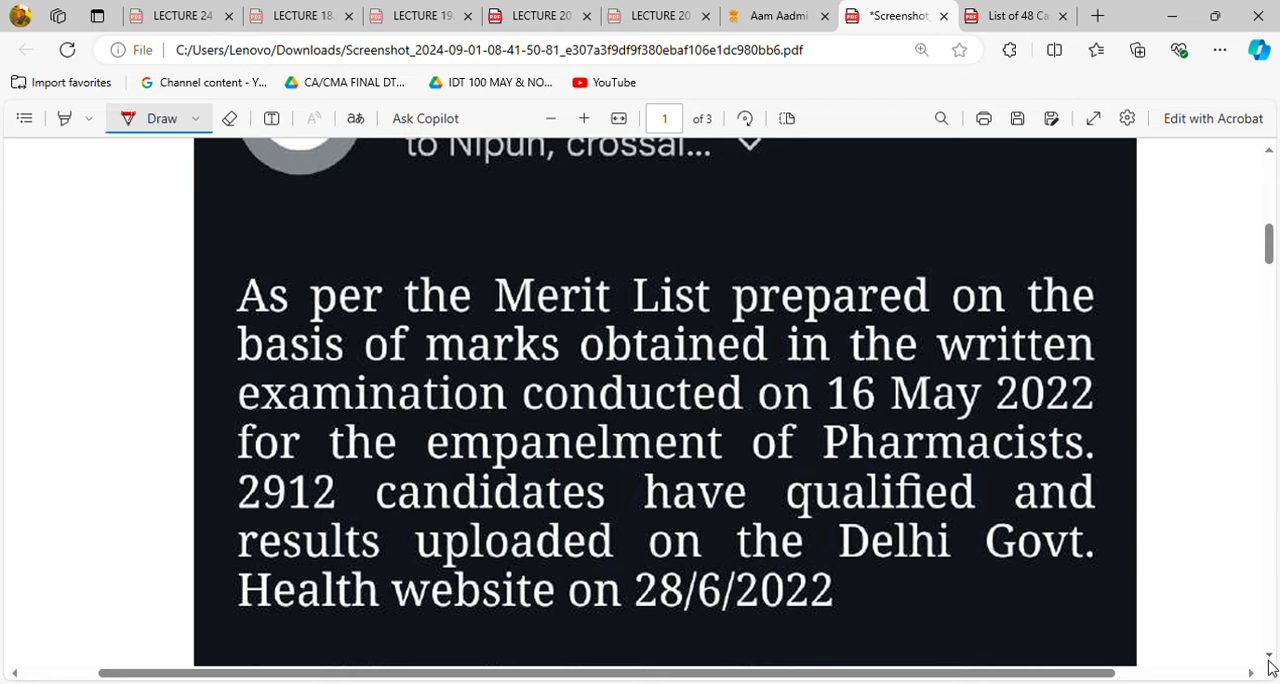 LECTURE 24
LECTURE 18.
LECTURE 19.
LECTURE 20
LECTURE 20
Aam Aadmi
*Screenshot
List of 48 Ca
File
C:/Users/Lenovo/Downloads/Screenshot_2024-09-01-08-41-50-81_e307a3f9df9f380ebaf106e1dc980bb6.pdf
Import favorites
Channel content - Y...
CA/CMA FINAL DT...
IDT 100 MAY & NO...
YouTube
Draw
Ask Copilot
1 of 3
Edit with Acrobat
to Nipun, crossai...
As per the Merit List prepared on the
basis of marks obtained in the written
examination conducted on 16 May 2022
for the empanelment of Pharmacists.
2912 candidates have qualified and
results uploaded on the Delhi Govt.
Health website on 28/6/2022